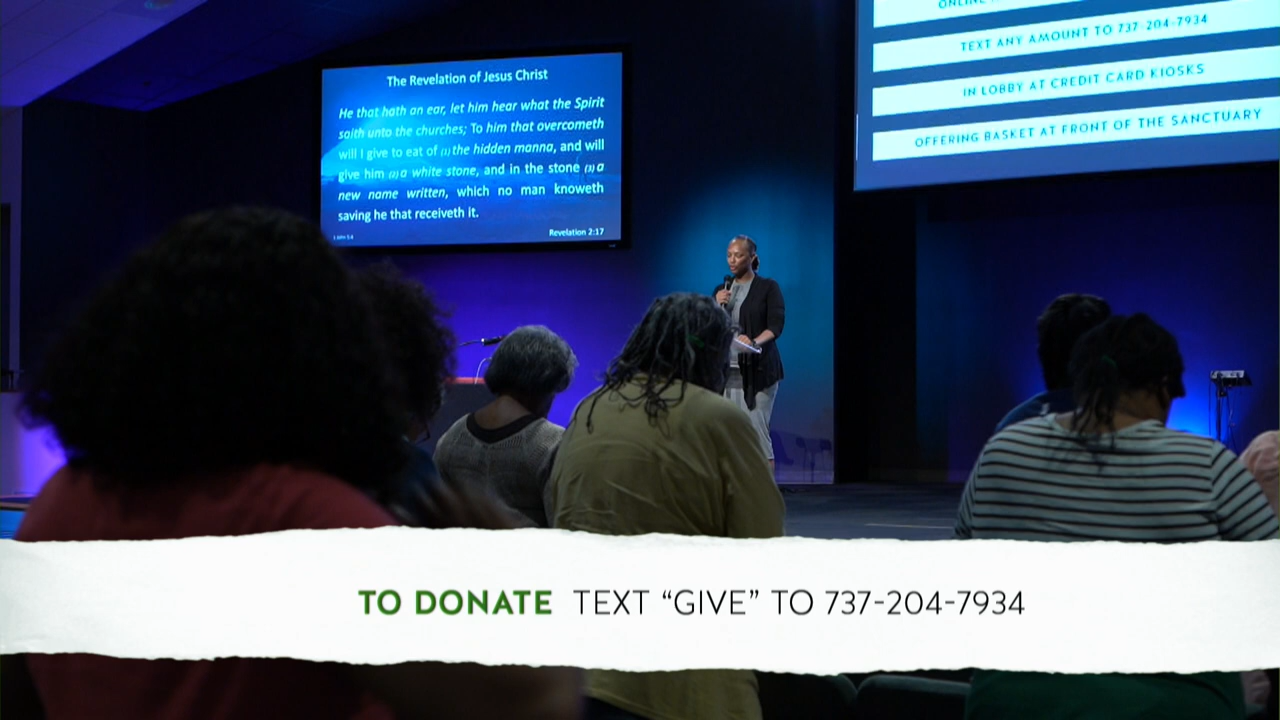 The Revelation of Jesus Christ
He that hath an ear, let him hear what the Spirit
saith unto the churches; To him that overcometh
will I give to eat of (1) the hidden manna, and will
give him (2) a white stone, and in the stone (3) a
new name written, which no man knoweth
saving he that receiveth it.
Revelation 2:17
ONLINE
TEXT ANY AMOUNT TO 737-204-7934
IN LOBBY AT CREDIT CARD KIOSKS
OFFERING BASKET AT FRONT OF THE SANCTUARY
TO DONATE TEXT “GIVE” TO 737-204-7934